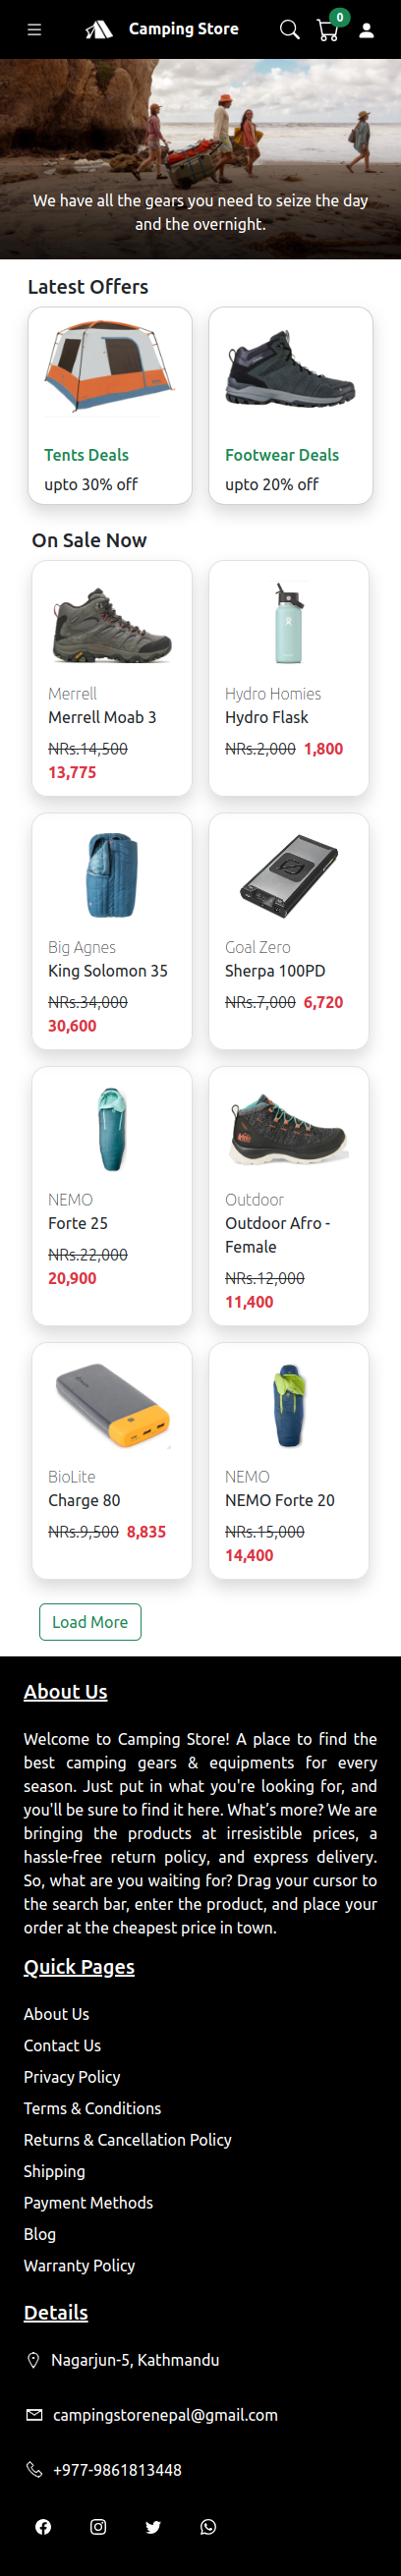 Camping Store
0
We have all the gears you need to seize the day
and the overnight.
Latest Offers
Tents Deals
upto 30% off
Footwear Deals
upto 20% off
On Sale Now
Merrell
Merrell Moab 3
NRs.14,500
13,775
Hydro Homies
Hydro Flask
NRs.2,000 1,800
Big Agnes
King Solomon 35
NRs.34,000
30,600
Goal Zero
Sherpa 100PD
NRs.7,000 6,720
NEMO
Forte 25
NRs.22,000
20,900
Outdoor
Outdoor Afro -
Female
NRs.12,000
11,400
BioLite
Charge 80
NRs.9,500 8,835
NEMO
NEMO Forte 20
NRs.15,000
14,400
Load More
About Us
Welcome to Camping Store! A place to find the
best camping gears & equipments for every
season. Just put in what you're looking for, and
you'll be sure to find it here. What’s more? We are
bringing the products at irresistible prices, a
hassle-free return policy, and express delivery.
So, what are you waiting for? Drag your cursor to
the search bar, enter the product, and place your
order at the cheapest price in town.
Quick Pages
About Us
Contact Us
Privacy Policy
Terms & Conditions
Returns & Cancellation Policy
Shipping
Payment Methods
Blog
Warranty Policy
Details
Nagarjun-5, Kathmandu
campingstorenepal@gmail.com
+977-9861813448